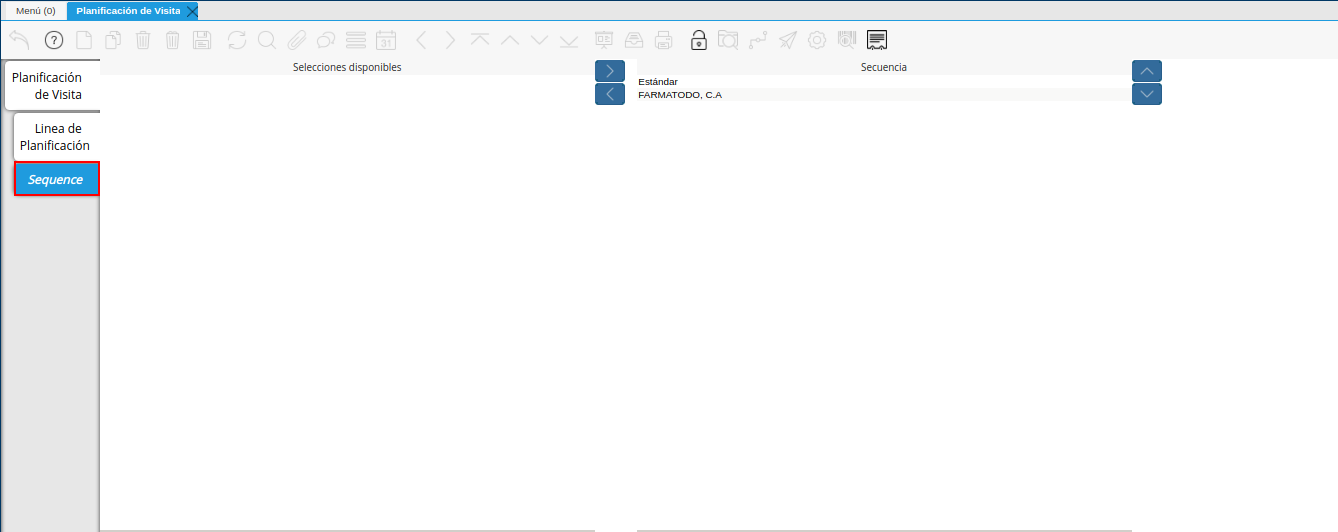 Menú (0)
Planificación de Visita
31
Selecciones disponibles
Secuencia
Planificación
de Visita
Estándar
FARMATODO, C.A
Linea de
Planificación
Sequence